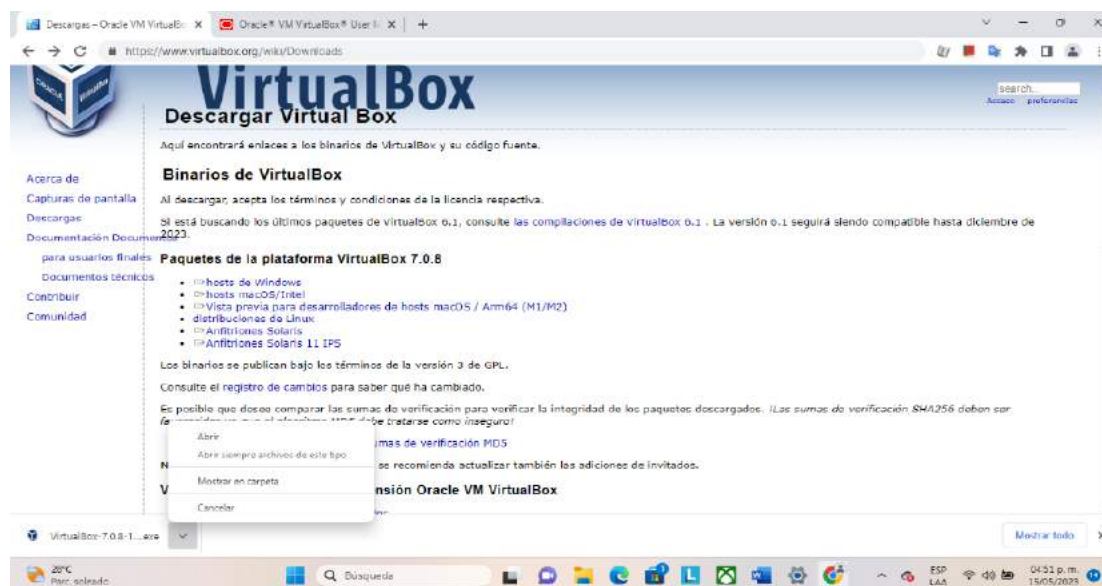 Descargas – Oracle VM VirtualBo
Oracle® VM VirtualBox® User
https://www.virtualbox.org/wiki/Downloads
VirtualBox
search...
Acceso preferencias
Descargar Virtual Box
Aquí encontrará enlaces a los binarios de VirtualBox y su código fuente.
Acerca de
Capturas de pantalla
Descargas
Documentación Documentos
para usuarios finales
Documentos técnicos
Contribuir
Comunidad
Binarios de VirtualBox
Al descargar, acepta los términos y condiciones de la licencia respectiva.
Si está buscando los últimos paquetes de VirtualBox 6.1, consulte las compilaciones de VirtualBox 6.1 . La versión 6.1 seguirá siendo compatible hasta diciembre de
2023.
Paquetes de la plataforma VirtualBox 7.0.8
hosts de Windows
hosts macOS/Intel
Vista previa para desarrolladores de hosts macOS / Arm64 (M1/M2)
distribuciones de Linux
Anfitriones Solaris
Anfitriones Solaris 11 IPS
Los binarios se publican bajo los términos de la versión 3 de GPL.
Consulte el registro de cambios para saber qué ha cambiado.
Es posible que desee comparar las sumas de verificación para verificar la integridad de los paquetes descargados. ¡Las sumas de verificación SHA256 deben ser
debe tratarse como inseguro!
umas de verificación MD5
se recomienda actualizar también las adiciones de invitados.
nsión Oracle VM VirtualBox
Abrir
Abrir siempre archivos de este tipo
Mostrar en carpeta
Cancelar
VirtualBox-7.0.8-1....exe
Mostrar todo
28°C
Parc. soleado
Búsqueda
ESP
LAA
04:51 p. m.
15/05/2023